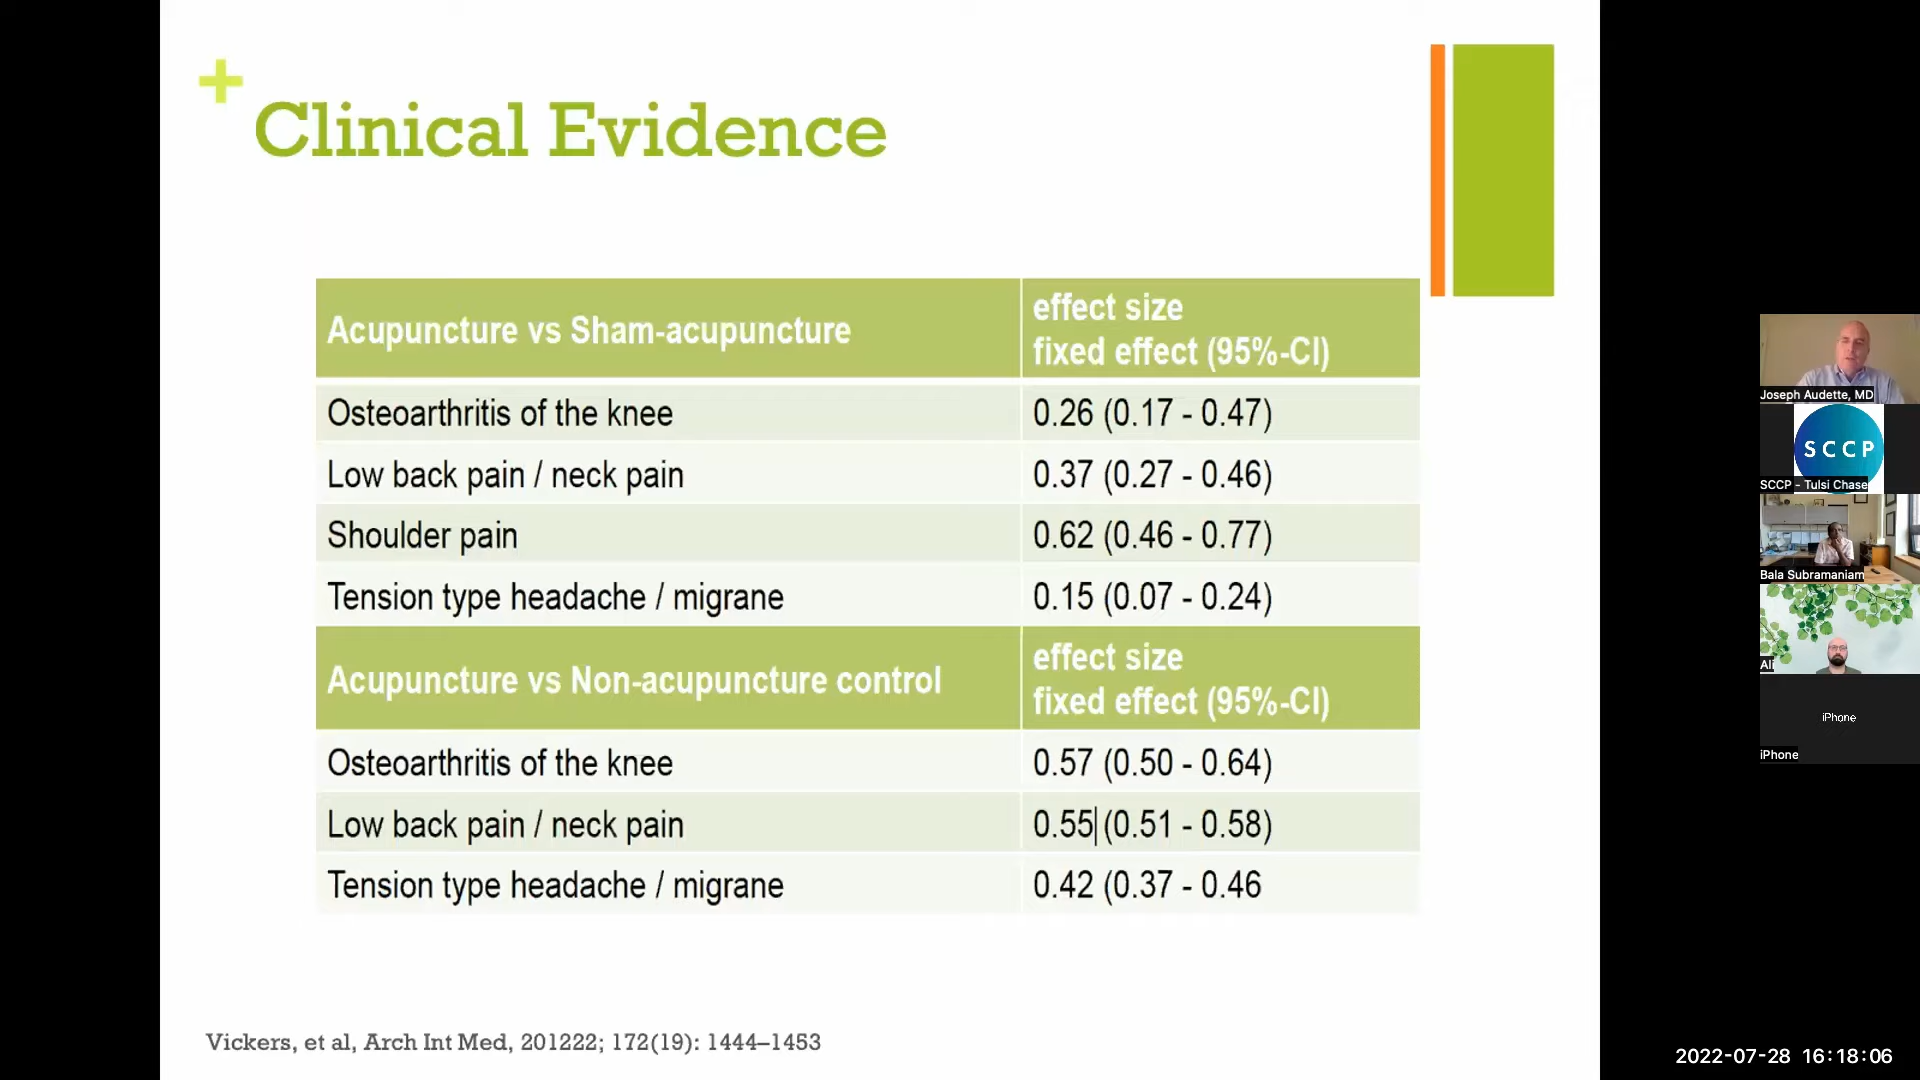 +
Clinical Evidence
Acupuncture vs Sham-acupuncture
effect size
fixed effect (95%-CI)
Osteoarthritis of the knee
0.26 (0.17 - 0.47)
Low back pain / neck pain
0.37 (0.27 - 0.46)
Shoulder pain
0.62 (0.46 - 0.77)
Tension type headache / migrane
0.15 (0.07 - 0.24)
Acupuncture vs Non-acupuncture control
effect size
fixed effect (95%-CI)
Osteoarthritis of the knee
0.57 (0.50 - 0.64)
Low back pain / neck pain
0.55 (0.51 - 0.58)
Tension type headache / migrane
0.42 (0.37 - 0.46
Vickers, et al, Arch Int Med, 201222; 172(19): 1444–1453
Joseph Audette, MD
SCCP
SCCP - Tulsi Chase
Bala Subramaniam
Ali
iPhone
iPhone
2022-07-28 16:18:06